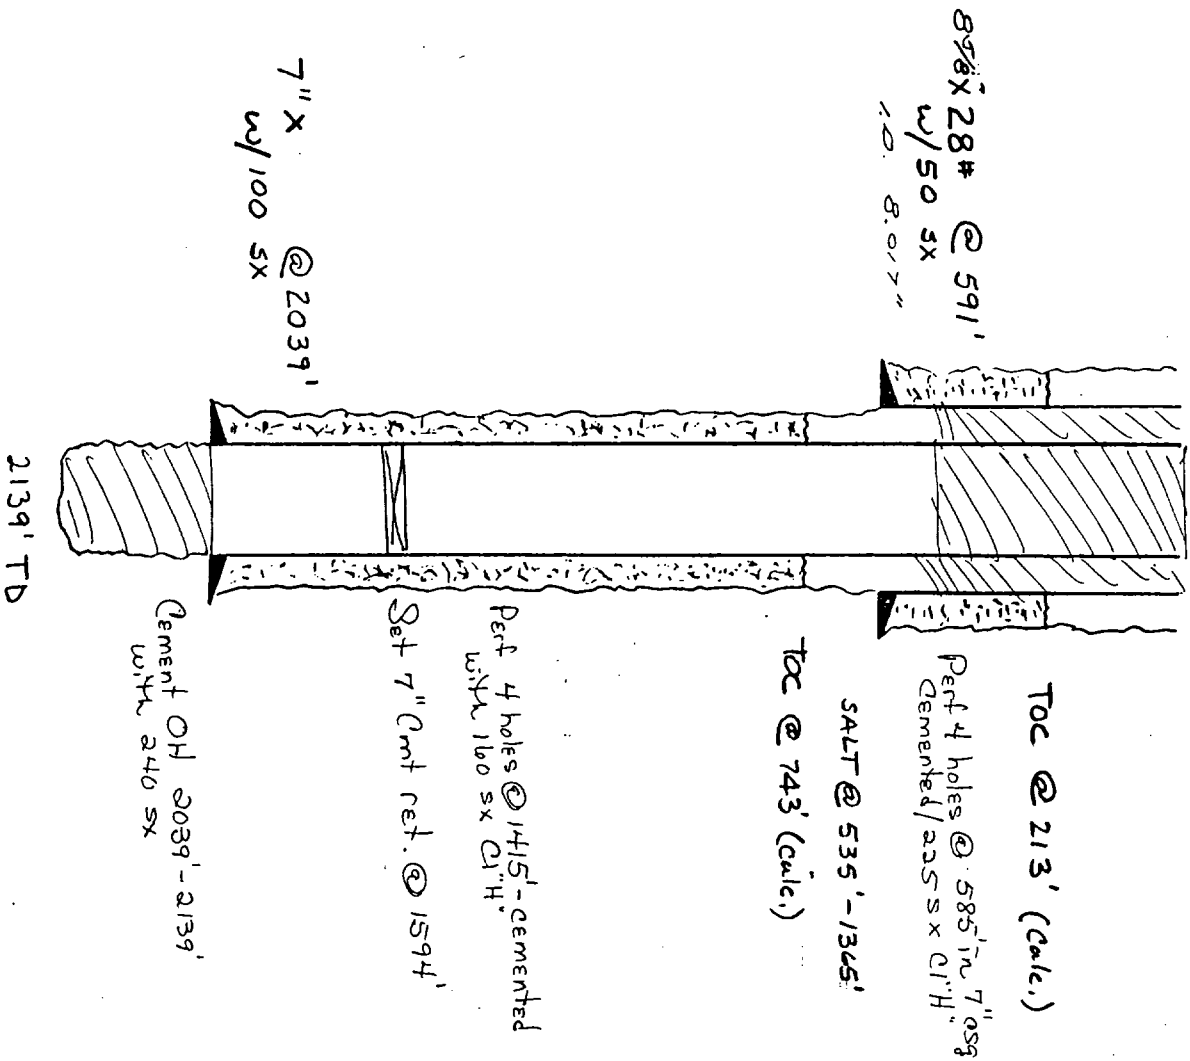 8 5/8" X 28# @ 591'
w/50 SX
I.D. 8.017"
TOC @ 213' (Calc.)
Perf 4 holes @ 585' in 7" csg
Cemented/225 sx Cl"H"
SALT @ 535'-1365'
TOC @ 743' (calc.)
Perf 4 holes @ 1415'-cemented
with 160 sx Cl"H"
Set 7" Cmt ret. @ 1594'
7" X @ 2039'
w/100 SX
Cement OH 2039'-2139'
with 240 sx
2139' TD